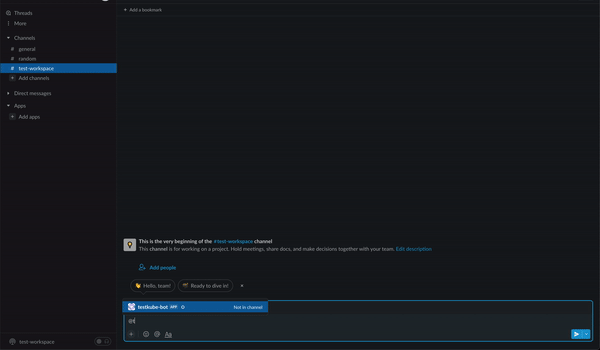 + Add a bookmark
Threads
More
Channels
# general
# random
# test-workspace
+ Add channels
Direct messages
Apps
+ Add apps
This is the very beginning of the #test-workspace channel
This channel is for working on a project. Hold meetings, share docs, and make decisions together with your team. Edit description
Add people
👋 Hello, team!
Ready to dive in!
×
testkube-bot APP Not in channel
@t
+ @ Aa
test-workspace